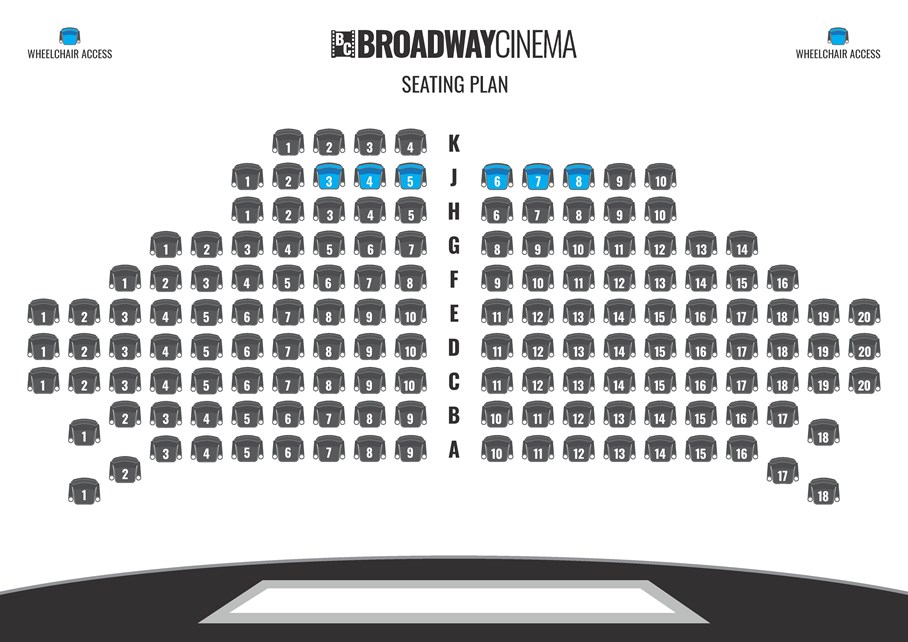 WHEELCHAIR ACCESS
BC BROADWAYCINEMA
WHEELCHAIR ACCESS
SEATING PLAN
1 2 3 4 K
1 2 3 4 5 J 6 7 8 9 10
1 2 3 4 5 H 6 7 8 9 10
1 2 3 4 5 6 7 G 8 9 10 11 12 13 14
1 2 3 4 5 6 7 8 F 9 10 11 12 13 14 15 16
1 2 3 4 5 6 7 8 9 10 E 11 12 13 14 15 16 17 18 19 20
1 2 3 4 5 6 7 8 9 10 D 11 12 13 14 15 16 17 18 19 20
1 2 3 4 5 6 7 8 9 10 C 11 12 13 14 15 16 17 18 19 20
1 2 3 4 5 6 7 8 9 B 10 11 12 13 14 15 16 17 18
1 2 3 4 5 6 7 8 9 A 10 11 12 13 14 15 16 17 18